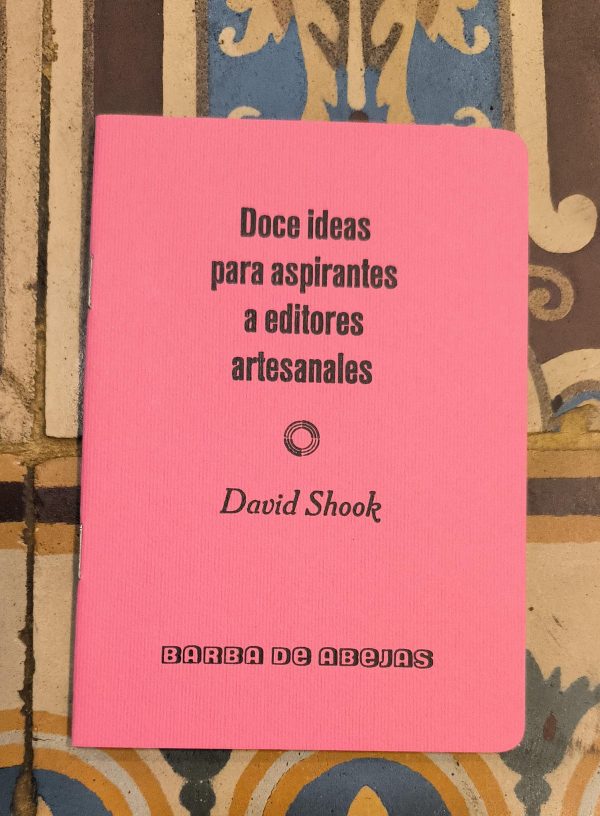 Doce ideas
para aspirantes
a editores
artesanales
David Shook
BARBA DE ABEJAS